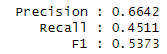 Precision : 0.6642
Recall : 0.4511
F1 : 0.5373